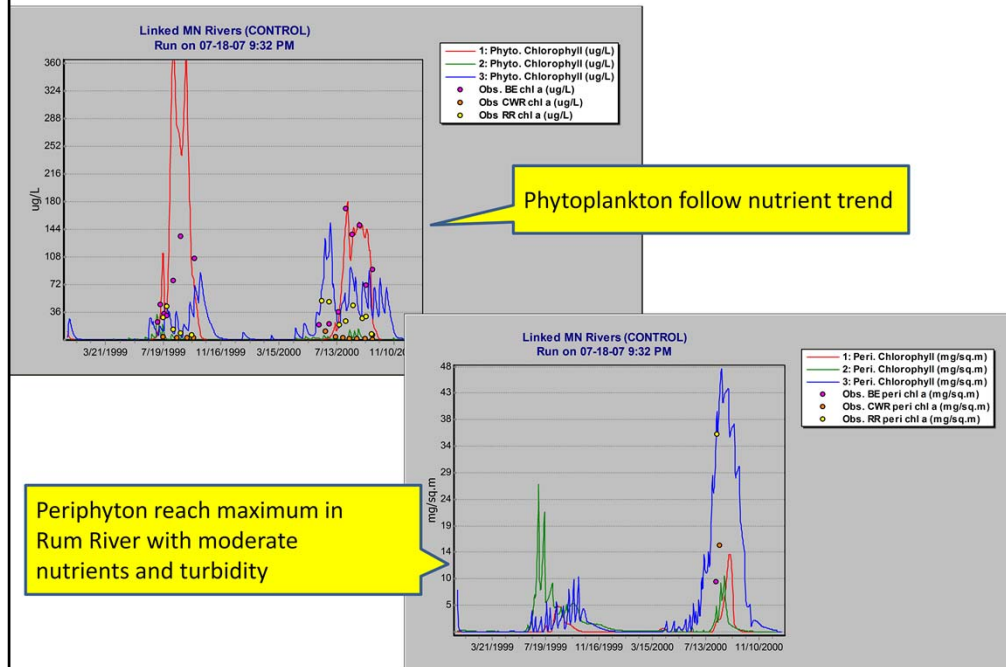 Linked MN Rivers (CONTROL)
Run on 07-18-07 9:32 PM
1: Phyto. Chlorophyll (ug/L)
2: Phyto. Chlorophyll (ug/L)
3: Phyto. Chlorophyll (ug/L)
Obs. BE chl a (ug/L)
Obs CWR chl a (ug/L)
Obs RR chl a (ug/L)
360
324
288
252
216
180
144
108
72
36
ug/L
3/21/1999 7/19/1999 11/16/1999 3/15/2000 7/13/2000 11/10/20
Phytoplankton follow nutrient trend
Linked MN Rivers (CONTROL)
Run on 07-18-07 9:32 PM
1: Peri. Chlorophyll (mg/sq.m)
2: Peri. Chlorophyll (mg/sq.m)
3: Peri. Chlorophyll (mg/sq.m)
Obs. BE peri chl a (mg/sq.m)
Obs. CWR peri chl a (mg/sq.m)
Obs. RR peri chl a (mg/sq.m)
48
43
38
34
29
24
19
14
10
5
mg/sq.m
3/21/1999 7/19/1999 11/16/1999 3/15/2000 7/13/2000 11/10/2000
Periphyton reach maximum in
Rum River with moderate
nutrients and turbidity